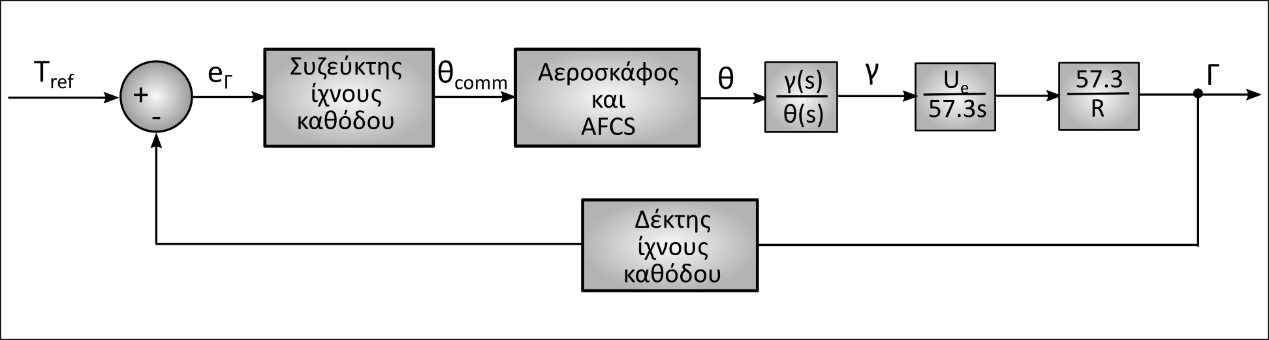 T_ref
+
-
e_Γ
Συζεύκτης
ίχνους
καθόδου
θ_comm
Αεροσκάφος
και
AFCS
θ
γ(s)
θ(s)
γ
U_e
57.3s
57.3
R
Γ
Δέκτης
ίχνους
καθόδου